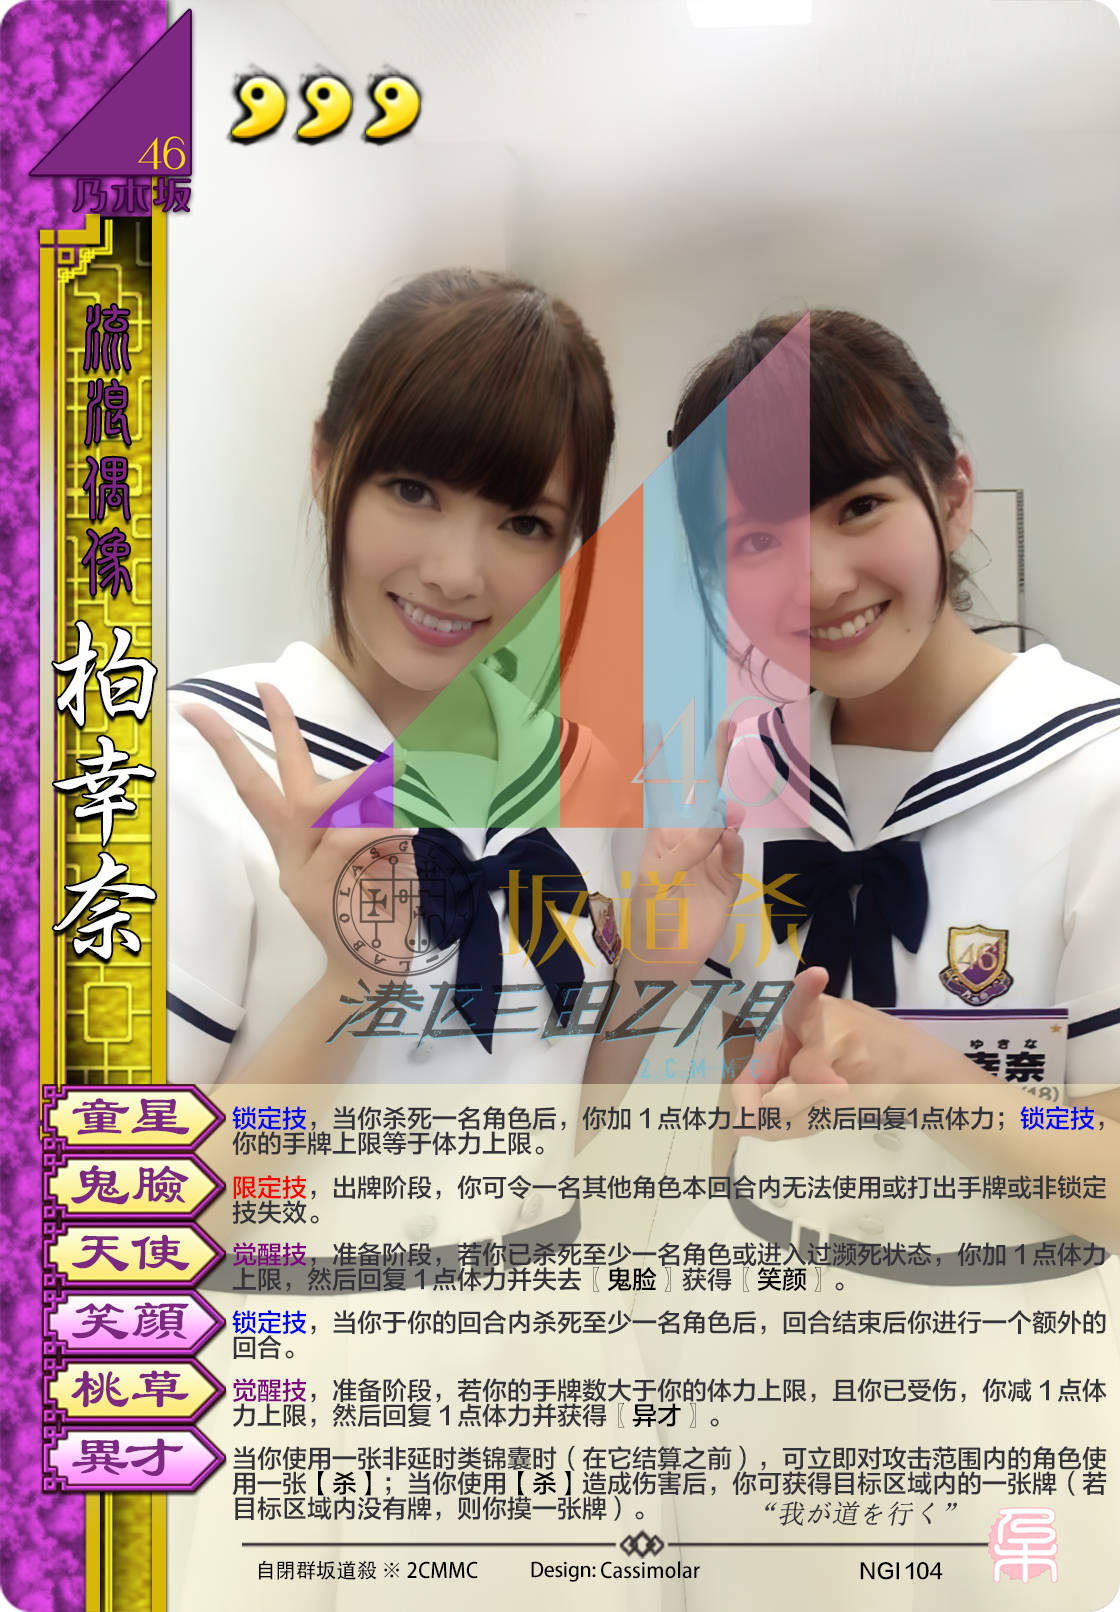 46
乃木坂
流浪偶像
柏幸奈
46
坂道杀
港区三田2丁目
2CMMC
46
ゆきな
幸奈
(18)
童星
锁定技，当你杀死一名角色后，你加１点体力上限，然后回复1点体力；锁定技，
你的手牌上限等于体力上限。
鬼臉
限定技，出牌阶段，你可令一名其他角色本回合内无法使用或打出手牌或非锁定
技失效。
天使
觉醒技，准备阶段，若你已杀死至少一名角色或进入过濒死状态，你加１点体力
上限，然后回复１点体力并失去〖鬼脸〗获得〖笑颜〗。
笑顔
锁定技，当你于你的回合内杀死至少一名角色后，回合结束后你进行一个额外的
回合。
桃草
觉醒技，准备阶段，若你的手牌数大于你的体力上限，且你已受伤，你减１点体
力上限，然后回复１点体力并获得〖异才〗。
異才
当你使用一张非延时类锦囊时（在它结算之前），可立即对攻击范围内的角色使
用一张【杀】；当你使用【杀】造成伤害后，你可获得目标区域内的一张牌（若
目标区域内没有牌，则你摸一张牌）。
“我が道を行く”
自閉群坂道殺 ※ 2CMMC
Design: Cassimolar
NGI104